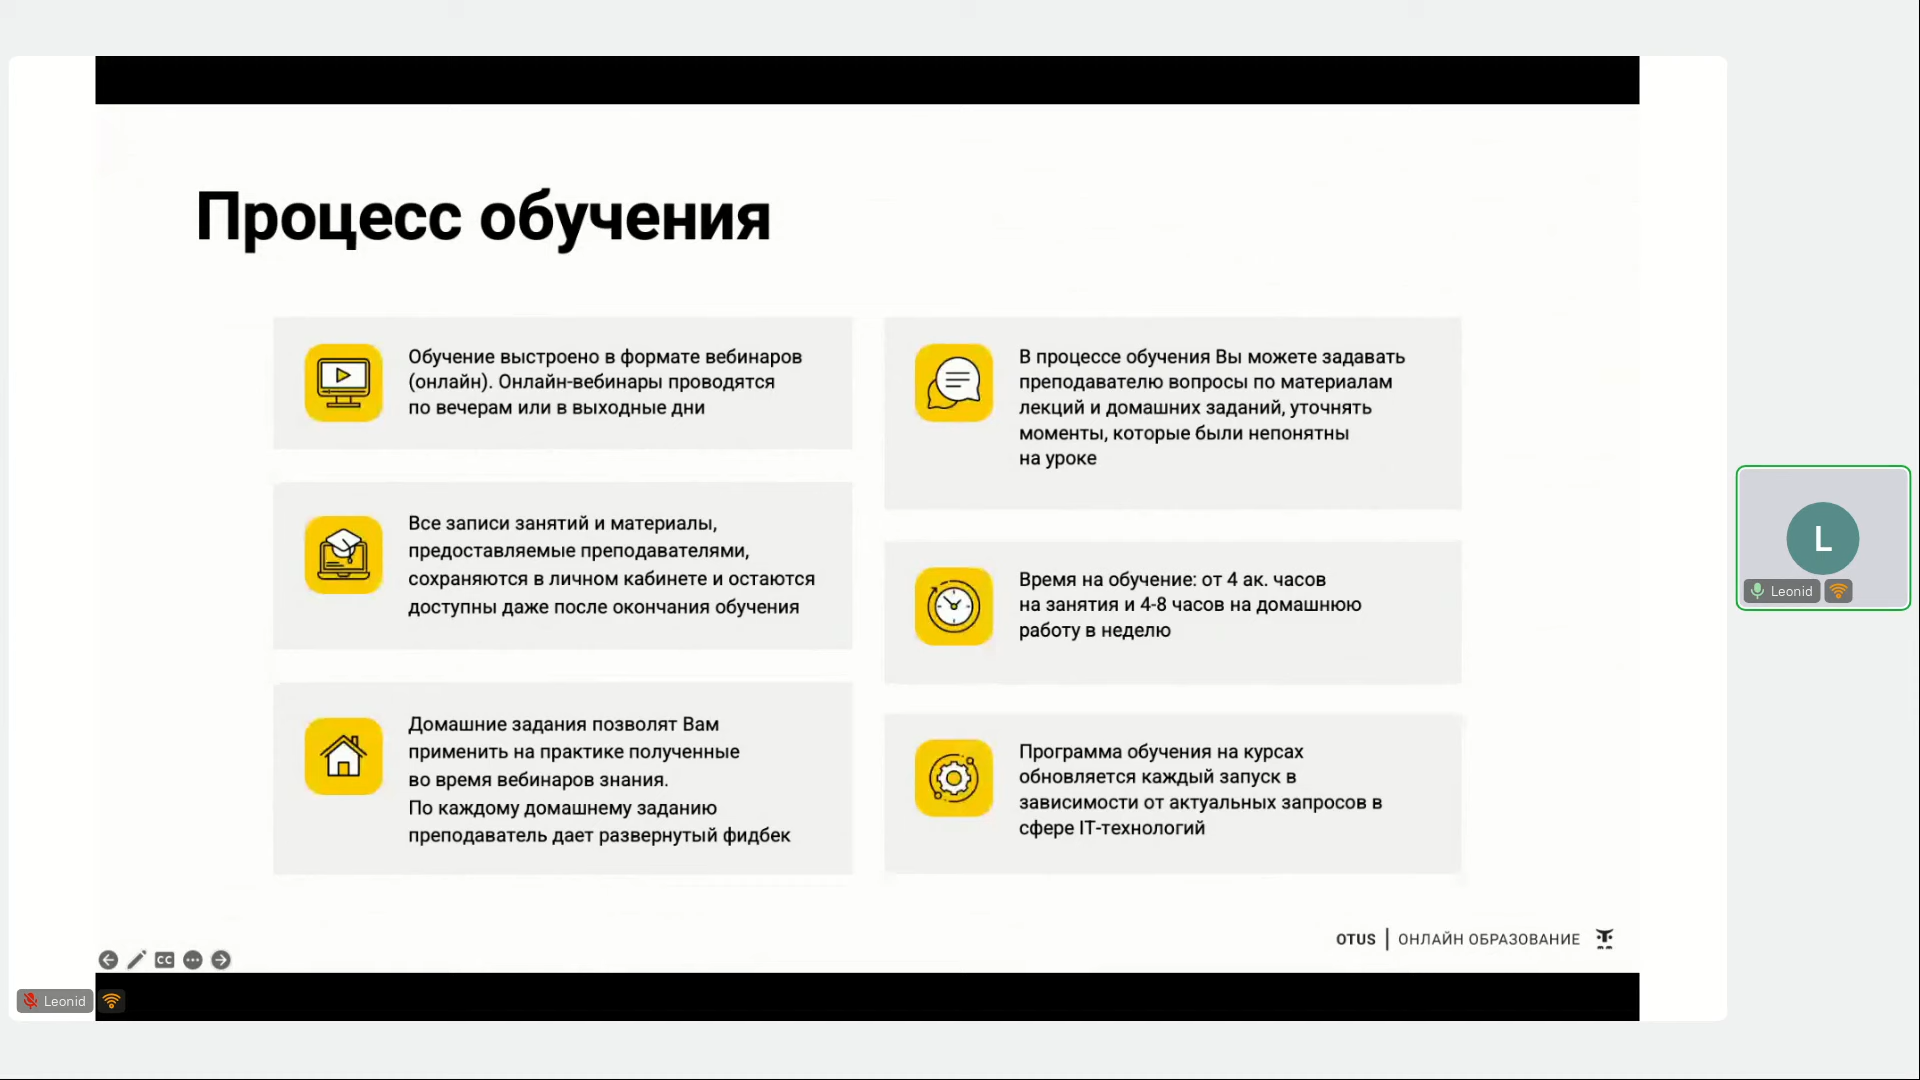 Процесс обучения
Обучение выстроено в формате вебинаров
(онлайн). Онлайн-вебинары проводятся
по вечерам или в выходные дни
Все записи занятий и материалы,
предоставляемые преподавателями,
сохраняются в личном кабинете и остаются
доступны даже после окончания обучения
Домашние задания позволят Вам
применить на практике полученные
во время вебинаров знания.
По каждому домашнему заданию
преподаватель дает развернутый фидбек
В процессе обучения Вы можете задавать
преподавателю вопросы по материалам
лекций и домашних заданий, уточнять
моменты, которые были непонятны
на уроке
Время на обучение: от 4 ак. часов
на занятия и 4-8 часов на домашнюю
работу в неделю
Программа обучения на курсах
обновляется каждый запуск в
зависимости от актуальных запросов в
сфере IT-технологий
OTUS | ОНЛАЙН ОБРАЗОВАНИЕ
CC
Leonid
L
Leonid